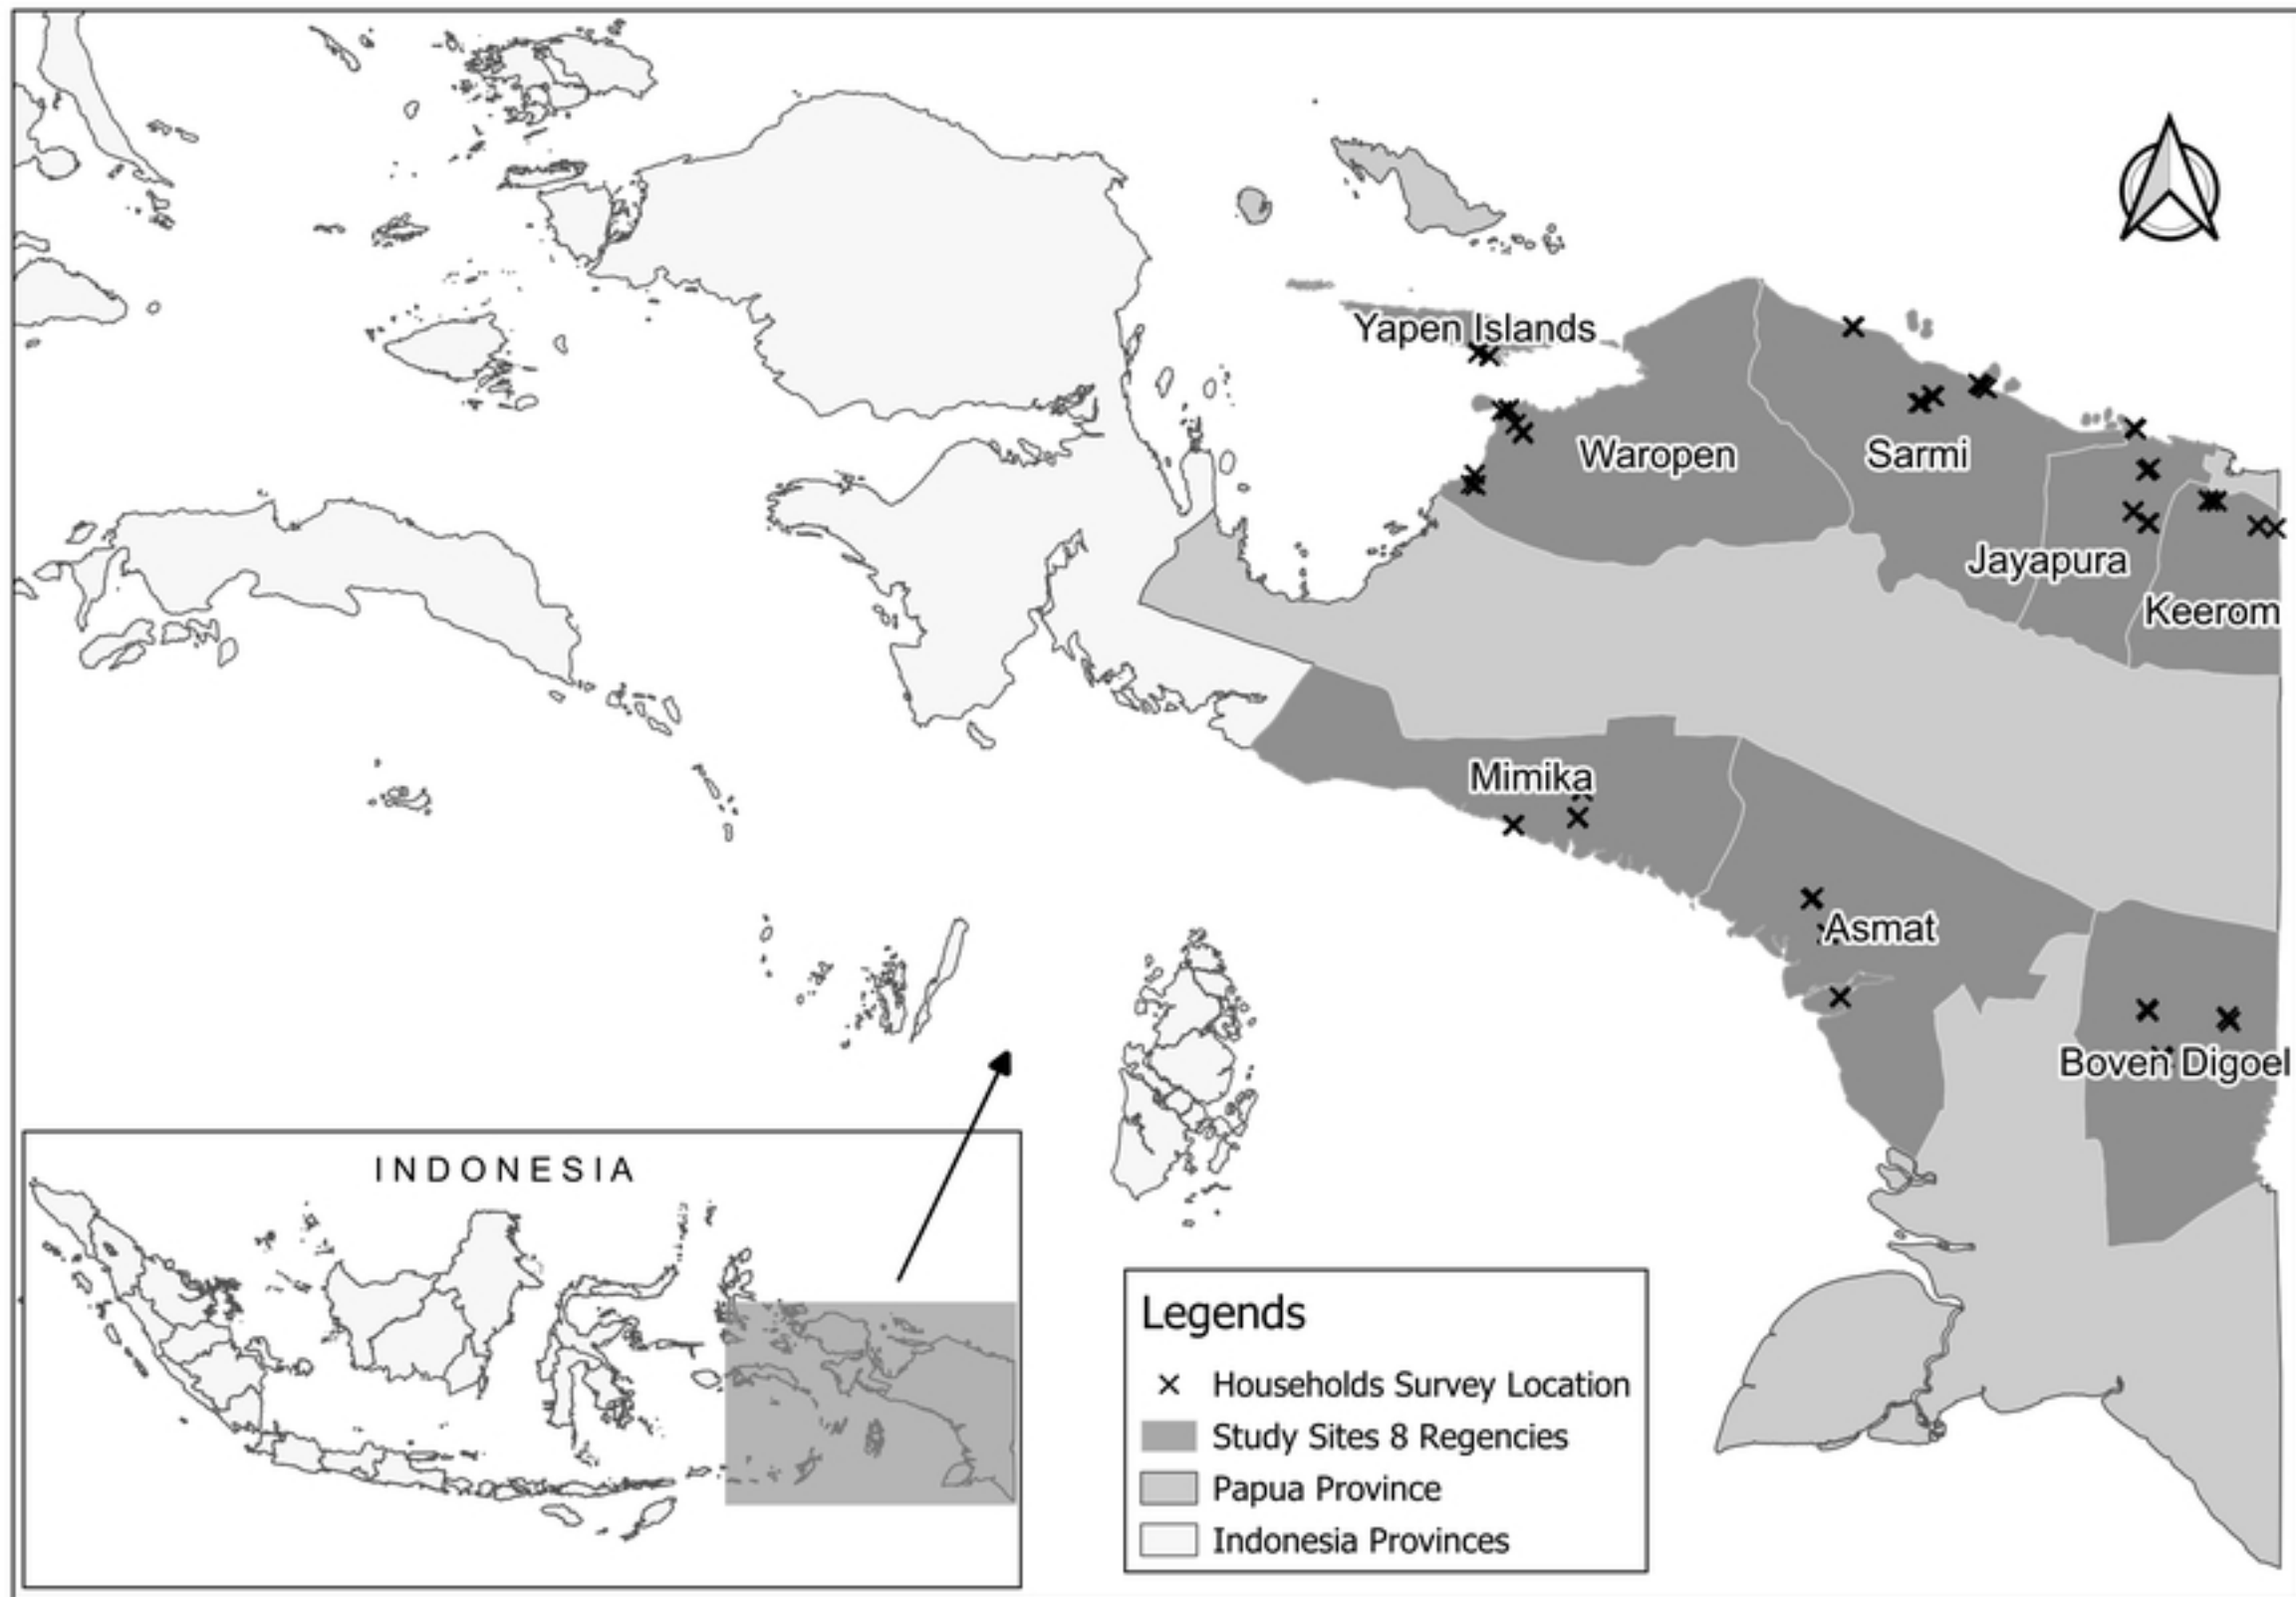 Yapen Islands
Waropen
Sarmi
Jayapura
Keerom
Mimika
Asmat
Boven Digoel
INDONESIA
Legends
Households Survey Location
Study Sites 8 Regencies
Papua Province
Indonesia Provinces